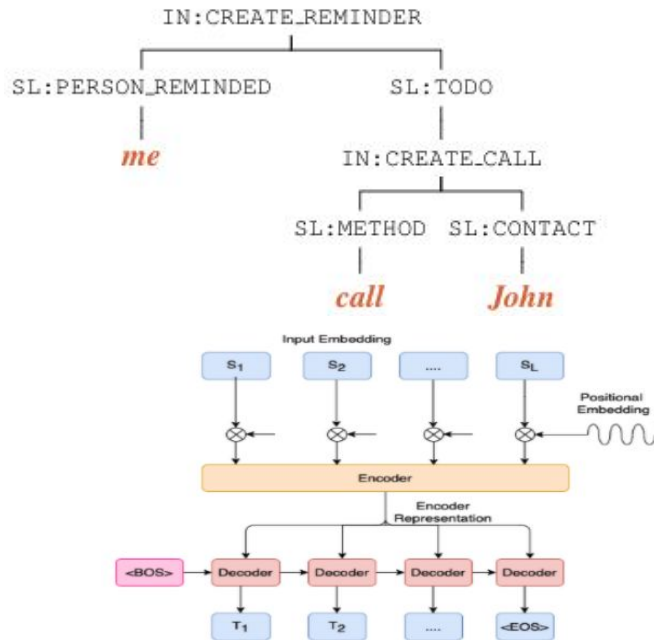 IN:CREATE_REMINDER
SL:PERSON_REMINDED SL:TODO
me
IN:CREATE_CALL
SL:METHOD SL:CONTACT
call John
Input Embedding
S1 S2 .... SL
Positional
Embedding
Encoder
Encoder
Representation
<BOS> Decoder Decoder Decoder Decoder
T1 T2 .... <EOS>